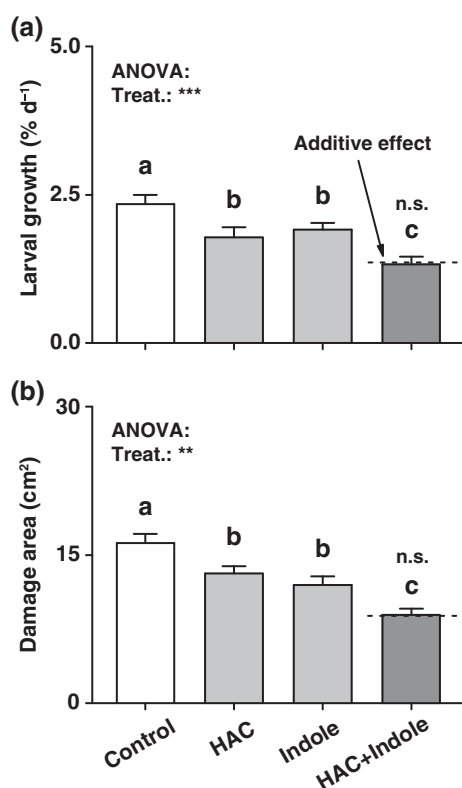 (a)
5.0
ANOVA:
Treat.: ***
Additive effect
a
b
b
n.s.
c
2.5
0.0
Larval growth (% d⁻¹)
(b)
30
ANOVA:
Treat.: **
a
b
b
n.s.
c
15
0
Damage area (cm²)
Control
HAC
Indole
HAC+Indole